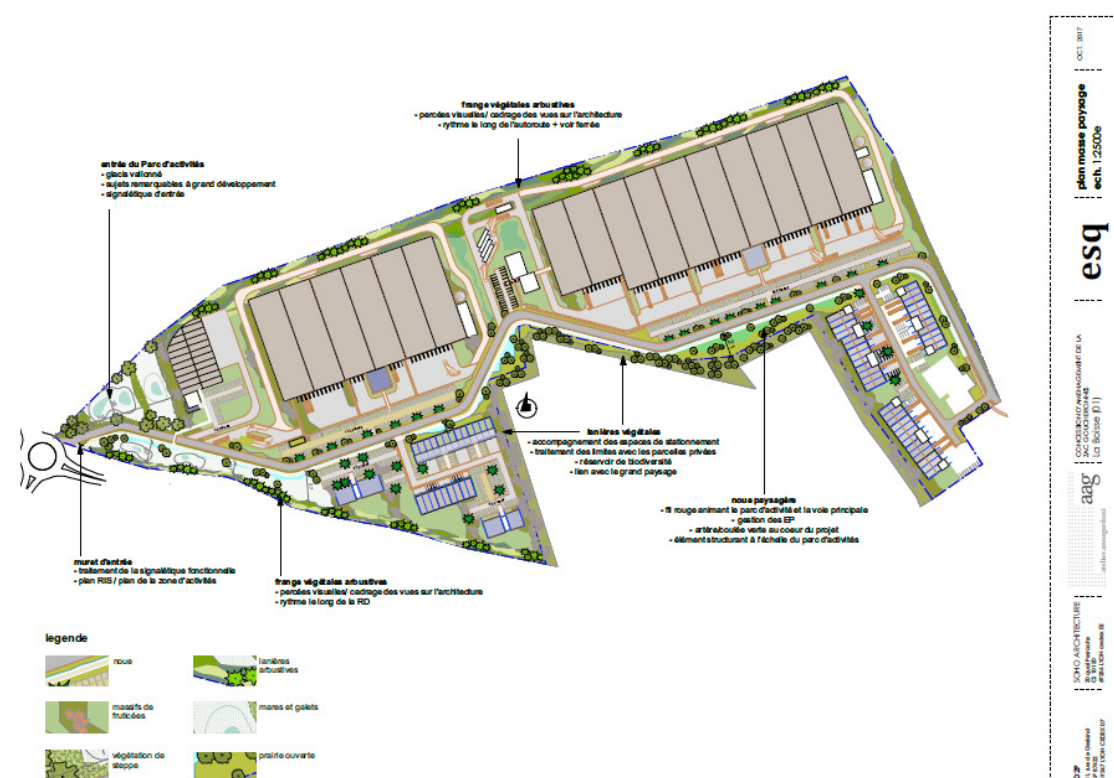 frange végétales arbustives
- percées visuelles/ cadrage des vues sur l'architecture
- rythme le long de l'autoroute + voir ferrée
entrée du Parc d'activités
- glacis vallonné
- sujets remarquables à grand développement
- signalétique d'entrée
lanières végétales
- accompagnement des espaces de stationnement
- traitement des limites avec les parcelles privées
- réservoir de biodiversité
- lien avec le grand paysage
noue paysagère
- fil rouge animant le parc d'activité et la voie principale
- gestion des EP
- artère/coulée verte au coeur du projet
- élément structurant à l'échelle du parc d'activités
muret d'entrée
- traitement de la signalétique fonctionnelle
- plan RIS / plan de la zone d'activités
frange végétales arbustives
- percées visuelles/ cadrage des vues sur l'architecture
- rythme le long de la RD
legende
noue
lanières
arbustives
massifs de
fruticées
mares et galets
végétation de
steppe
prairie ouverte
OCT. 2017
plan masse paysage
ech. 1:2500e
esq
CONCESSION D'AMENAGEMENT DE LA
ZAC GOUCHERONNES
La Boisse (01)
aag
SOHO ARCHITECTURE